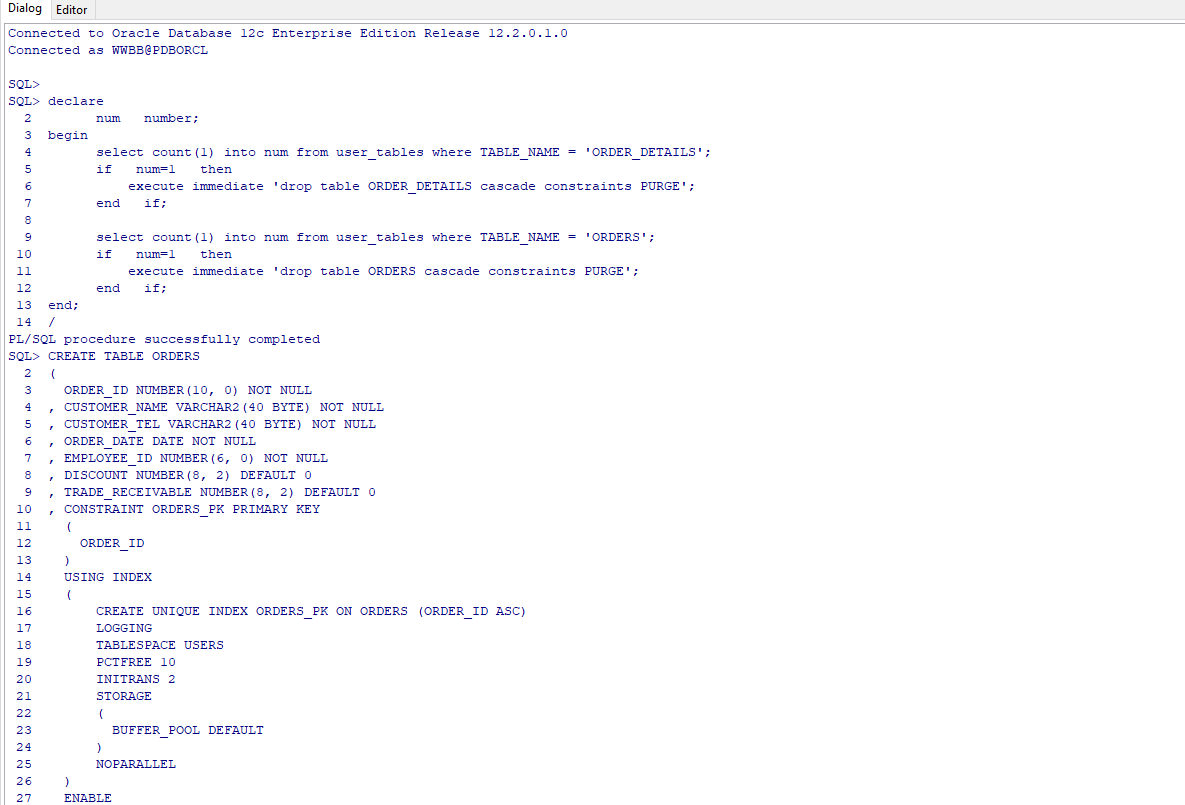 Dialog Editor
Connected to Oracle Database 12c Enterprise Edition Release 12.2.0.1.0
Connected as WWBB@PDBORCL
SQL>
SQL> declare
2 num number;
3 begin
4 select count(1) into num from user_tables where TABLE_NAME = 'ORDER_DETAILS';
5 if num=1 then
6 execute immediate 'drop table ORDER_DETAILS cascade constraints PURGE';
7 end if;
8
9 select count(1) into num from user_tables where TABLE_NAME = 'ORDERS';
10 if num=1 then
11 execute immediate 'drop table ORDERS cascade constraints PURGE';
12 end if;
13 end;
14 /
PL/SQL procedure successfully completed
SQL> CREATE TABLE ORDERS
2 (
3 ORDER_ID NUMBER(10, 0) NOT NULL
4 , CUSTOMER_NAME VARCHAR2(40 BYTE) NOT NULL
5 , CUSTOMER_TEL VARCHAR2(40 BYTE) NOT NULL
6 , ORDER_DATE DATE NOT NULL
7 , EMPLOYEE_ID NUMBER(6, 0) NOT NULL
8 , DISCOUNT NUMBER(8, 2) DEFAULT 0
9 , TRADE_RECEIVABLE NUMBER(8, 2) DEFAULT 0
10 , CONSTRAINT ORDERS_PK PRIMARY KEY
11 (
12 ORDER_ID
13 )
14 USING INDEX
15 (
16 CREATE UNIQUE INDEX ORDERS_PK ON ORDERS (ORDER_ID ASC)
17 LOGGING
18 TABLESPACE USERS
19 PCTFREE 10
20 INITRANS 2
21 STORAGE
22 (
23 BUFFER_POOL DEFAULT
24 )
25 NOPARALLEL
26 )
27 ENABLE